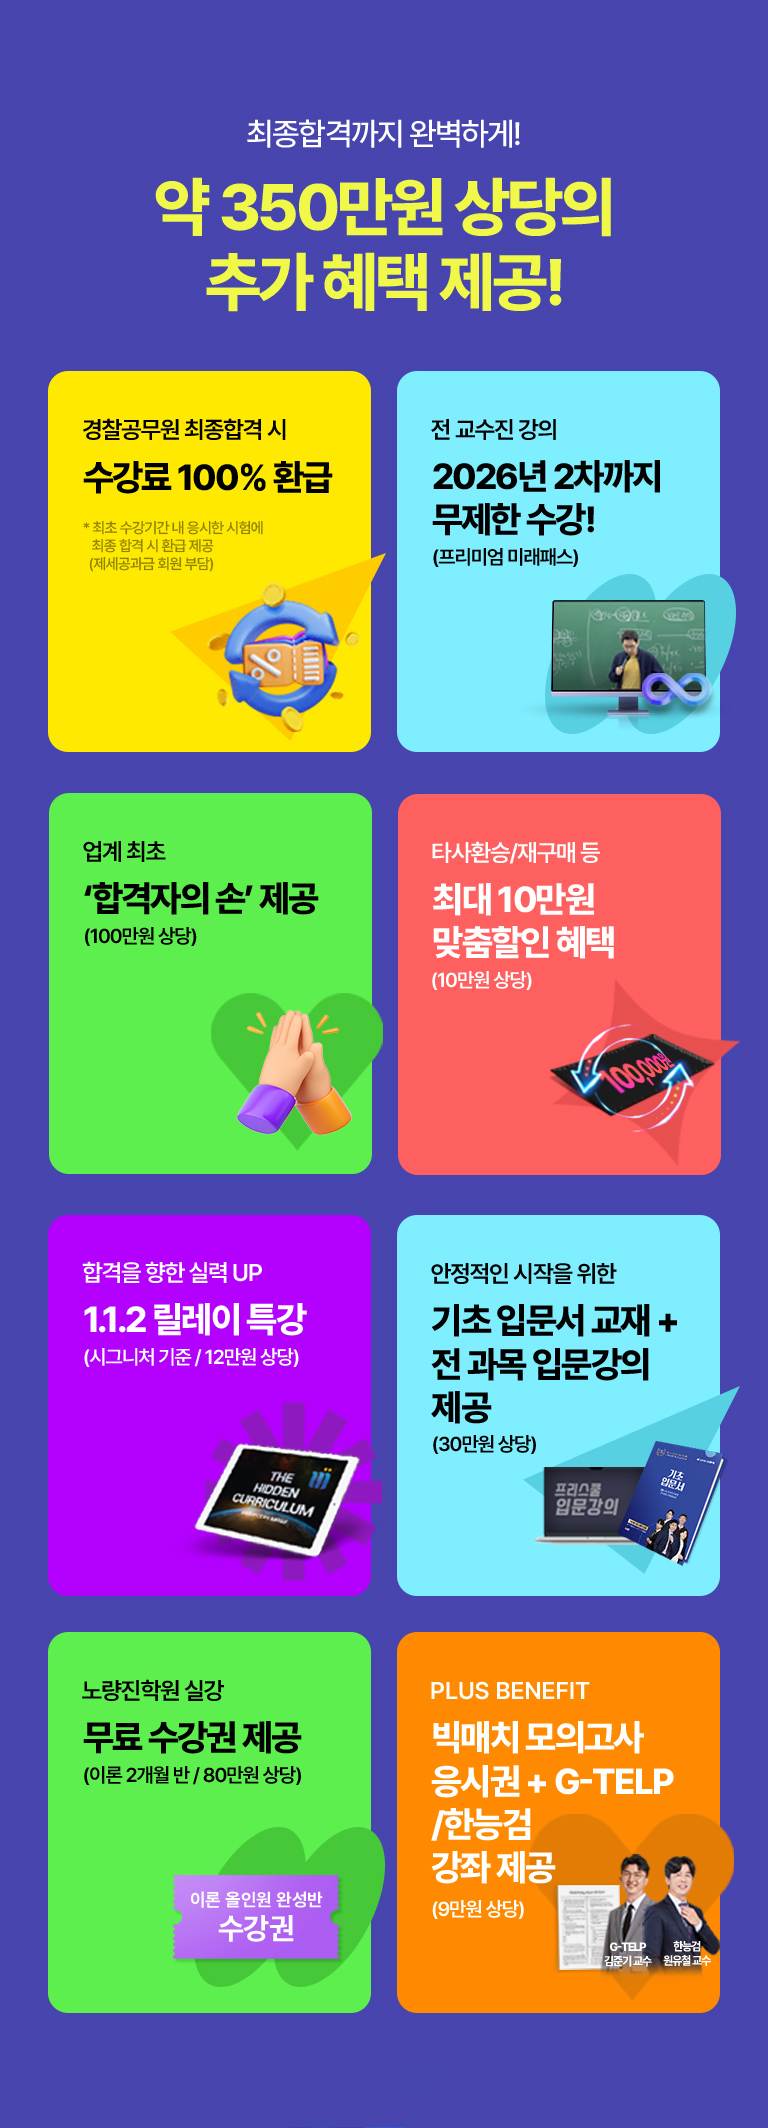 최종합격까지 완벽하게!
약 350만원 상당의
추가 혜택 제공!
경찰공무원 최종합격 시
수강료 100% 환급
* 최초 수강기간 내 응시한 시험에
최종 합격 시 환급 제공
(제세공과금 회원 부담)
전 교수진 강의
2026년 2차까지
무제한 수강!
(프리미엄 미래패스)
업계 최초
‘합격자의 손’ 제공
(100만원 상당)
타사환승/재구매 등
최대 10만원
맞춤할인 혜택
(10만원 상당)
100,000원
합격을 향한 실력 UP
1.1.2 릴레이 특강
(시그니처 기준 / 12만원 상당)
THE
HIDDEN
CURRICULUM
안정적인 시작을 위한
기초 입문서 교재 +
전 과목 입문강의
제공
(30만원 상당)
프리스쿨
입문강의
기초
입문서
노량진학원 실강
무료 수강권 제공
(이론 2개월 반 / 80만원 상당)
이론 올인원 완성반
수강권
PLUS BENEFIT
빅매치 모의고사
응시권 + G-TELP
/한능검
강좌 제공
(9만원 상당)
G-TELP
김준기 교수
한능검
원유철 교수